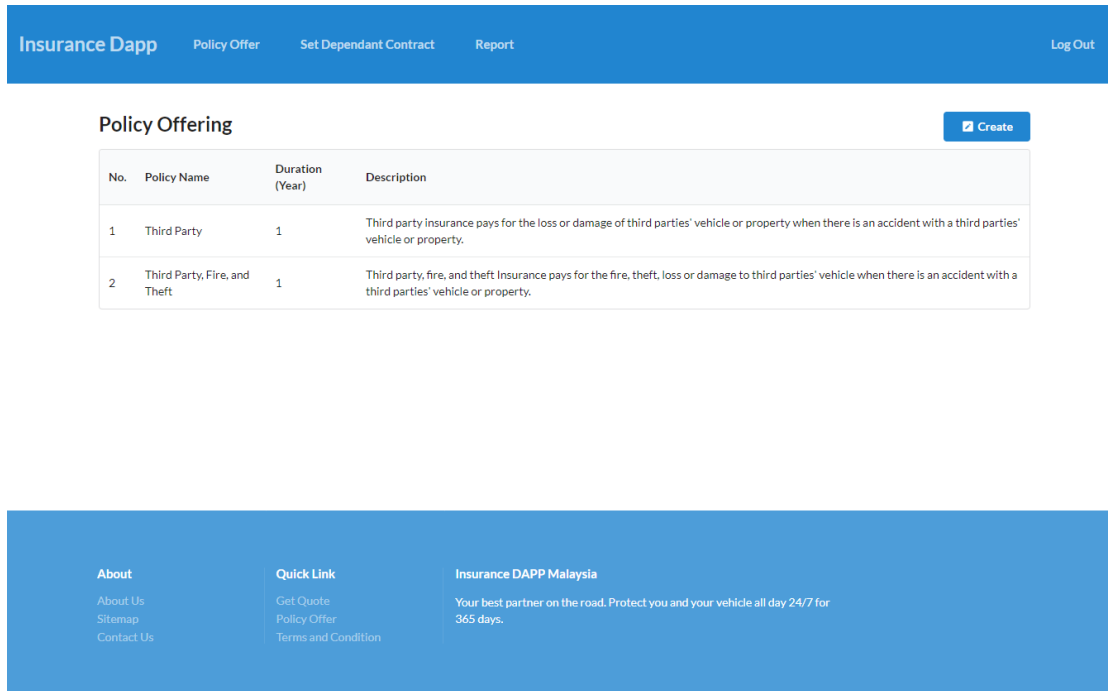 Insurance Dapp Policy Offer Set Dependant Contract Report Log Out
Policy Offering
Create
No. Policy Name Duration (Year) Description
1 Third Party 1 Third party insurance pays for the loss or damage of third parties' vehicle or property when there is an accident with a third parties'
vehicle or property.
2 Third Party, Fire, and
Theft 1 Third party, fire, and theft Insurance pays for the fire, theft, loss or damage to third parties' vehicle when there is an accident with a
third parties' vehicle or property.
About
About Us
Sitemap
Contact Us
Quick Link
Get Quote
Policy Offer
Terms and Condition
Insurance DAPP Malaysia
Your best partner on the road. Protect you and your vehicle all day 24/7 for
365 days.